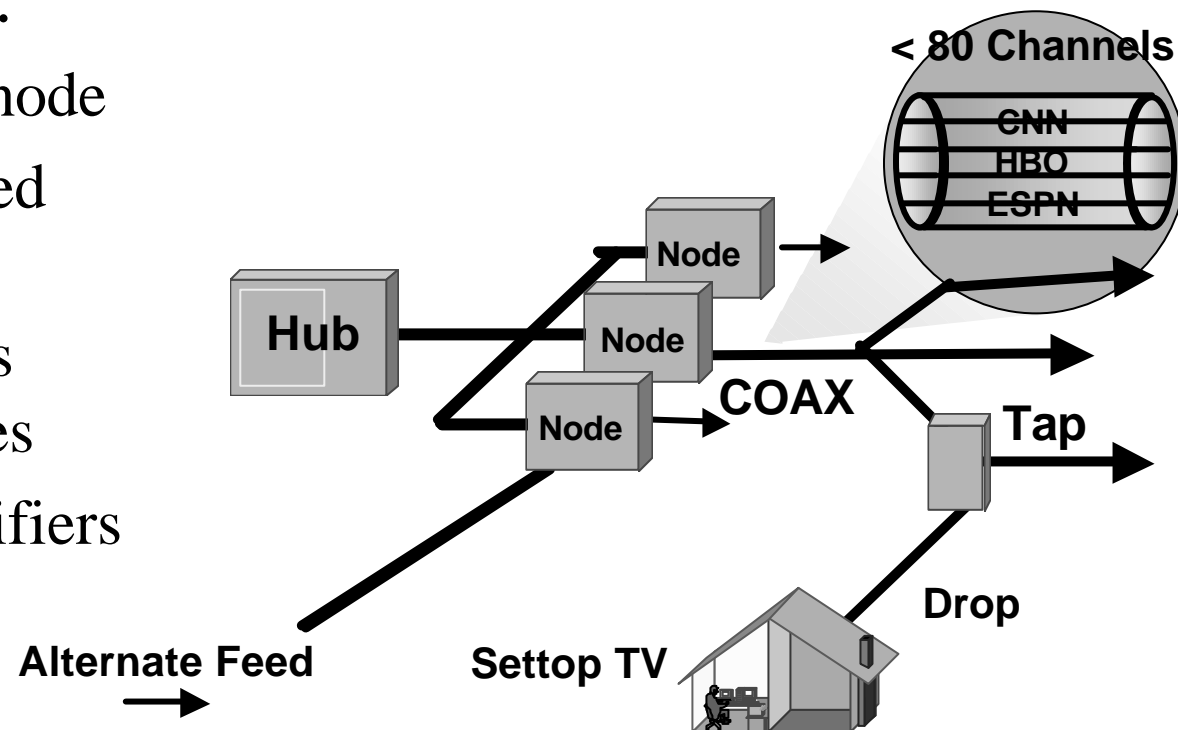 node
ed
s
es
ifiers
< 80 Channels
CNN
HBO
ESPN
Node
Hub
Node
COAX
Node
Tap
Drop
Alternate Feed
Settop TV